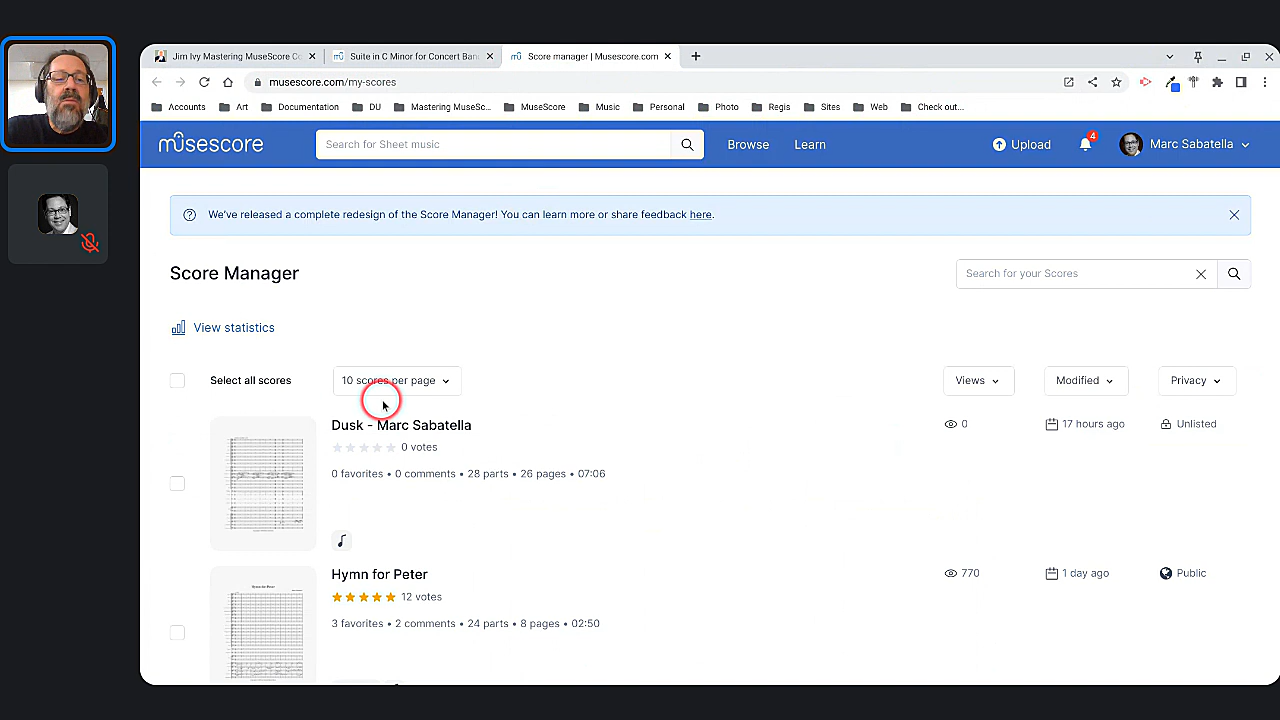 Jim Ivy Mastering MuseScore Co
Suite in C Minor for Concert Ban
Score manager | Musescore.com
musescore.com/my-scores
Accounts
Art
Documentation
DU
Mastering MuseSc...
MuseScore
Music
Personal
Photo
Sites
Web
Check out...
musescore
Search for Sheet mu
Browse
Learn
Upload
4
Marc Sabatella
We've released a complete redesign of the Score Manager! You can learn more or share feedback here.
Score Manager
Search for your Scores
View statistics
Select all scores
10 scores per page
Views
Modified
Privacy
Dusk - Marc Sabatella
0
17 hours ago
Unlisted
0 votes
0 favorites • • 28 parts • • 07:06
Hymn for Peter
770
1 day ago
Public
12 votes
3 favorites • 2 comments • 24 parts • 8 pages • 02:50